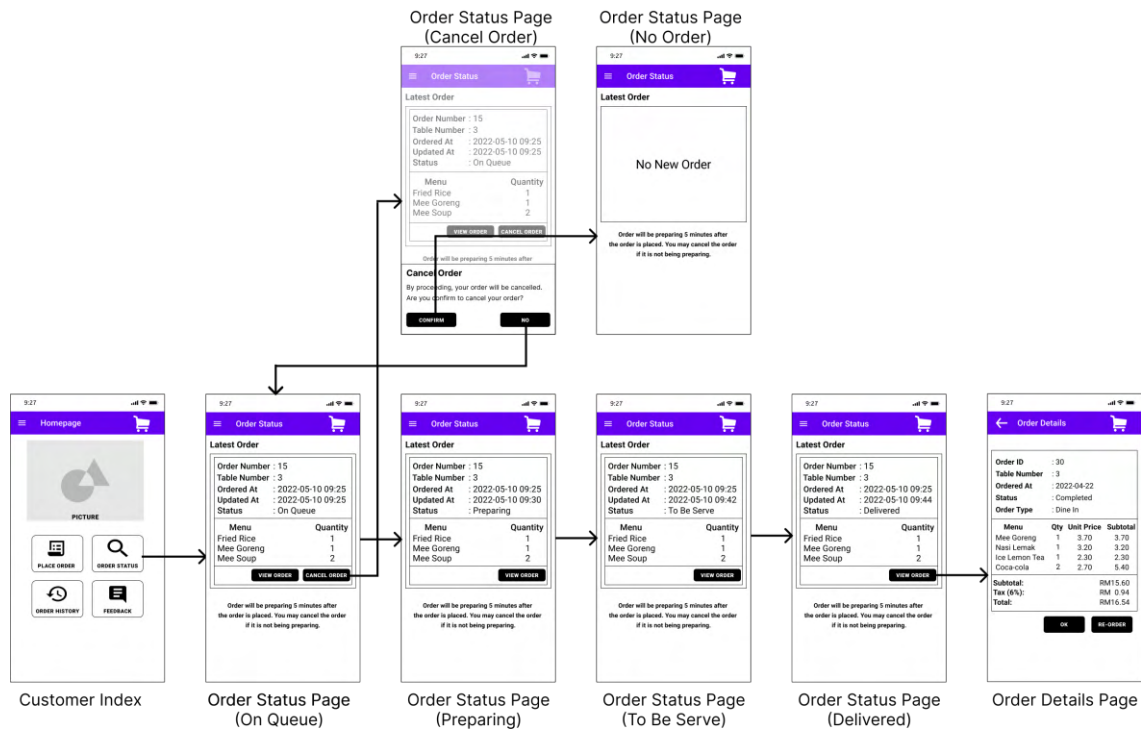 Order Status Page
(Cancel Order)
9:27
Order Status
Latest Order
Order Number : 15
Table Number : 3
Ordered At : 2022-05-10 09:25
Updated At : 2022-05-10 09:25
Status : On Queue
Menu Quantity
Fried Rice 1
Mee Goreng 1
Mee Soup 2
VIEW ORDER CANCEL ORDER
Order will be preparing 5 minutes after
Cancel Order
By proceeding, your order will be cancelled.
Are you confirm to cancel your order?
CONFIRM NO
Order Status Page
(No Order)
9:27
Order Status
Latest Order
No New Order
Order will be preparing 5 minutes after
the order is placed. You may cancel the order
if it is not being preparing.
9:27
Homepage
PICTURE
PLACE ORDER ORDER STATUS
ORDER HISTORY FEEDBACK
Customer Index
9:27
Order Status
Latest Order
Order Number : 15
Table Number : 3
Ordered At : 2022-05-10 09:25
Updated At : 2022-05-10 09:25
Status : On Queue
Menu Quantity
Fried Rice 1
Mee Goreng 1
Mee Soup 2
VIEW ORDER CANCEL ORDER
Order will be preparing 5 minutes after
the order is placed. You may cancel the order
if it is not being preparing.
Order Status Page
(On Queue)
9:27
Order Status
Latest Order
Order Number : 15
Table Number : 3
Ordered At : 2022-05-10 09:25
Updated At : 2022-05-10 09:30
Status : Preparing
Menu Quantity
Fried Rice 1
Mee Goreng 1
Mee Soup 2
VIEW ORDER
Order will be preparing 5 minutes after
the order is placed. You may cancel the order
if it is not being preparing.
Order Status Page
(Preparing)
9:27
Order Status
Latest Order
Order Number : 15
Table Number : 3
Ordered At : 2022-05-10 09:25
Updated At : 2022-05-10 09:42
Status : To Be Serve
Menu Quantity
Fried Rice 1
Mee Goreng 1
Mee Soup 2
VIEW ORDER
Order will be preparing 5 minutes after
the order is placed. You may cancel the order
if it is not being preparing.
Order Status Page
(To Be Serve)
9:27
Order Status
Latest Order
Order Number : 15
Table Number : 3
Ordered At : 2022-05-10 09:25
Updated At : 2022-05-10 09:44
Status : Delivered
Menu Quantity
Fried Rice 1
Mee Goreng 1
Mee Soup 2
VIEW ORDER
Order will be preparing 5 minutes after
the order is placed. You may cancel the order
if it is not being preparing.
Order Status Page
(Delivered)
9:27
Order Details
Order ID : 30
Table Number : 3
Ordered At : 2022-04-22
Status : Completed
Order Type : Dine In
Menu Qty Unit Price Subtotal
Mee Goreng 1 3.70 3.70
Nasi Lemak 1 3.20 3.20
Ice Lemon Tea 1 2.30 2.30
Coca-cola 2 2.70 5.40
Subtotal: RM15.60
Tax (6%): RM 0.94
Total: RM16.54
OK RE-ORDER
Order Details Page